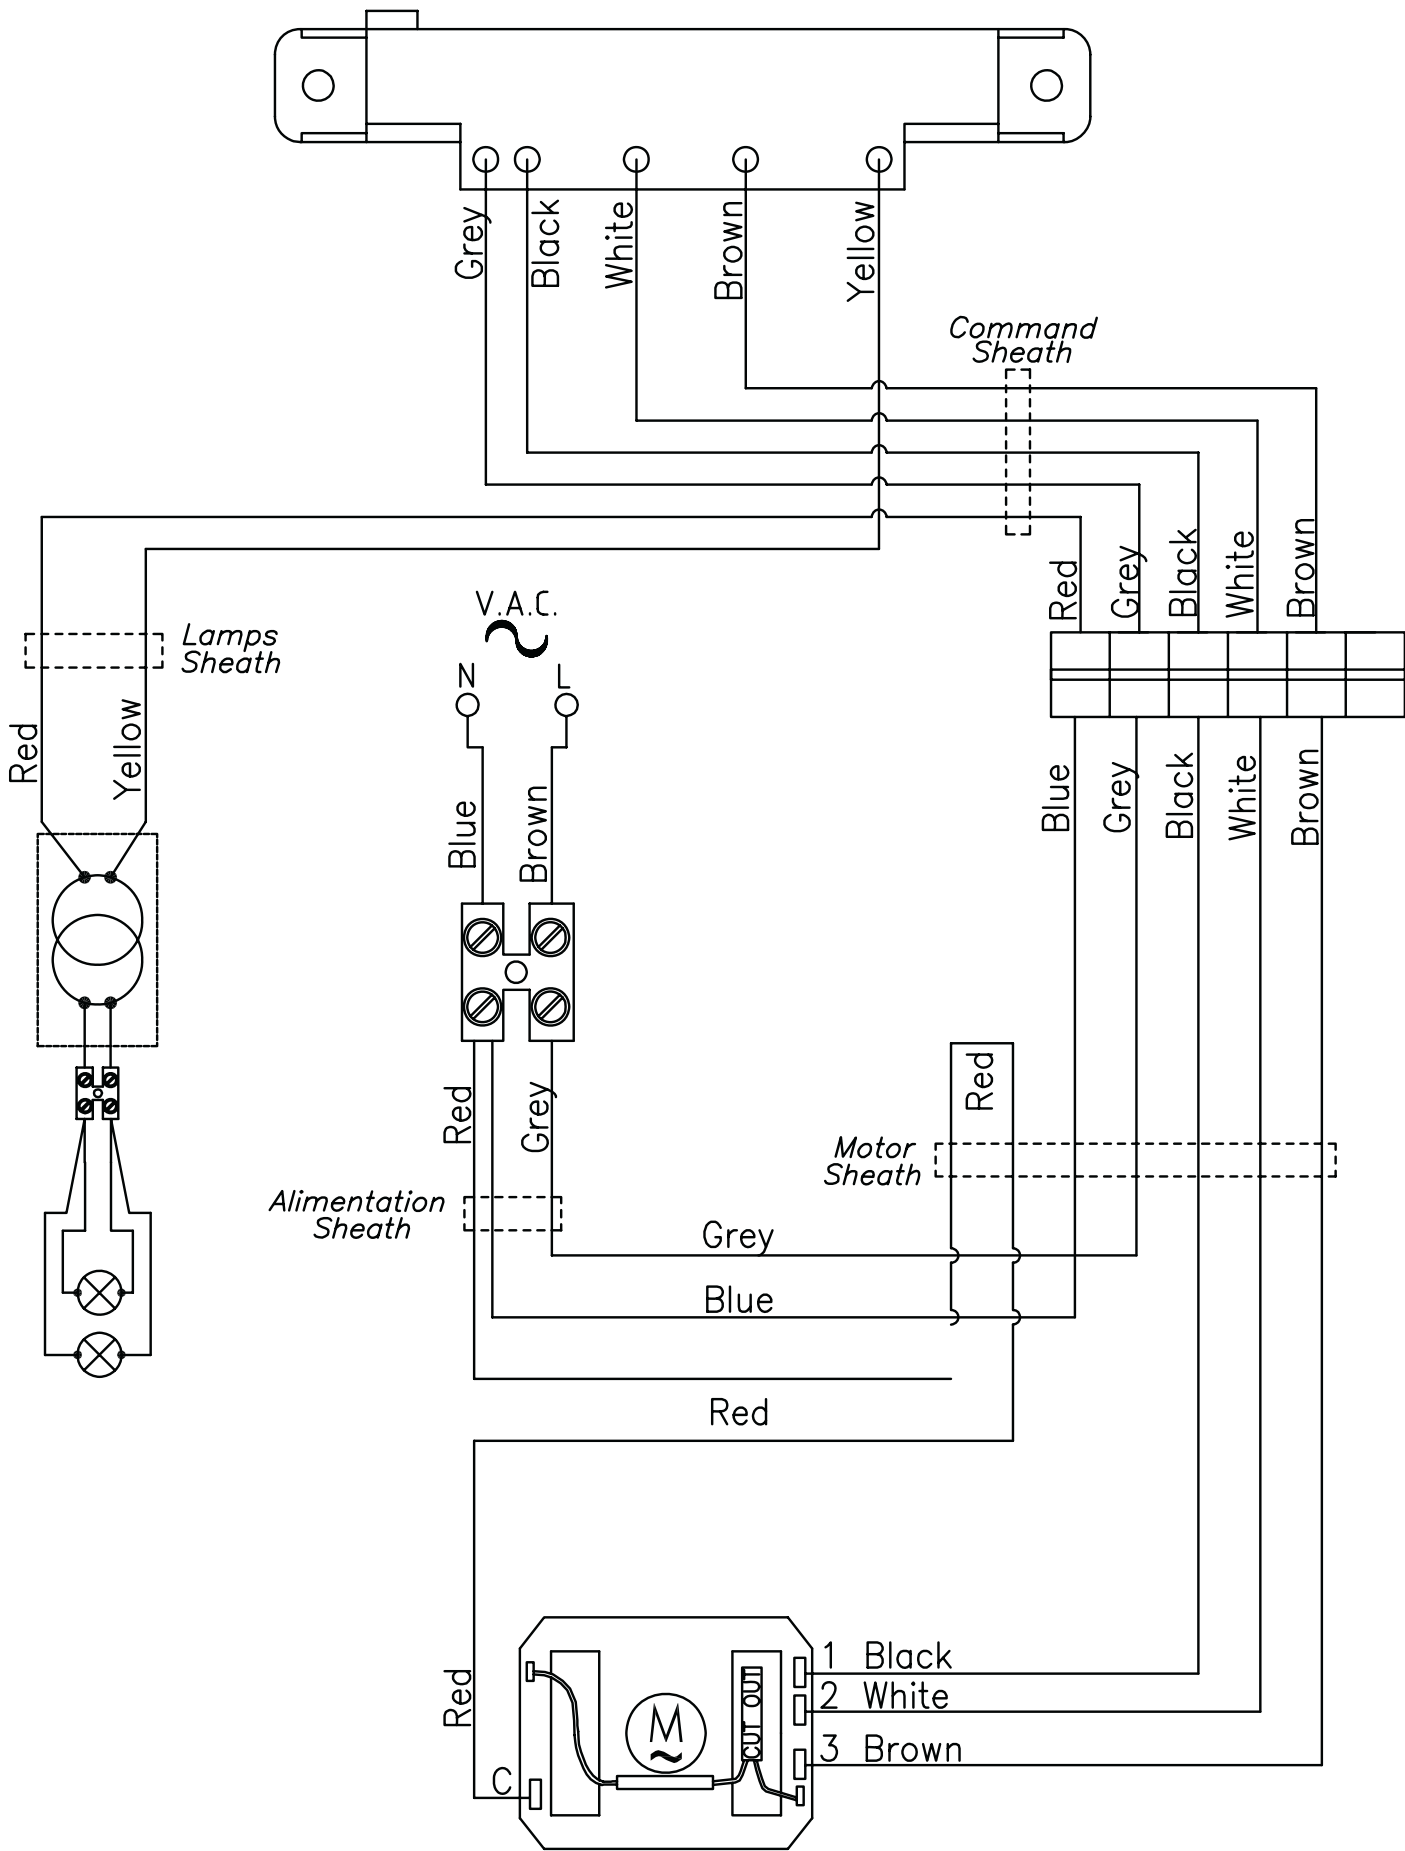 Grey
Black
White
Brown
Yellow
Command
Sheath
Red
Grey
Black
White
Brown
V.A.C.
N
L
Lamps
Sheath
Red
Yellow
Blue
Brown
Blue
Grey
Black
White
Brown
Red
Grey
Red
Motor
Sheath
Alimentation
Sheath
Grey
Blue
Red
Red
C
M
CUT OUT
1 Black
2 White
3 Brown